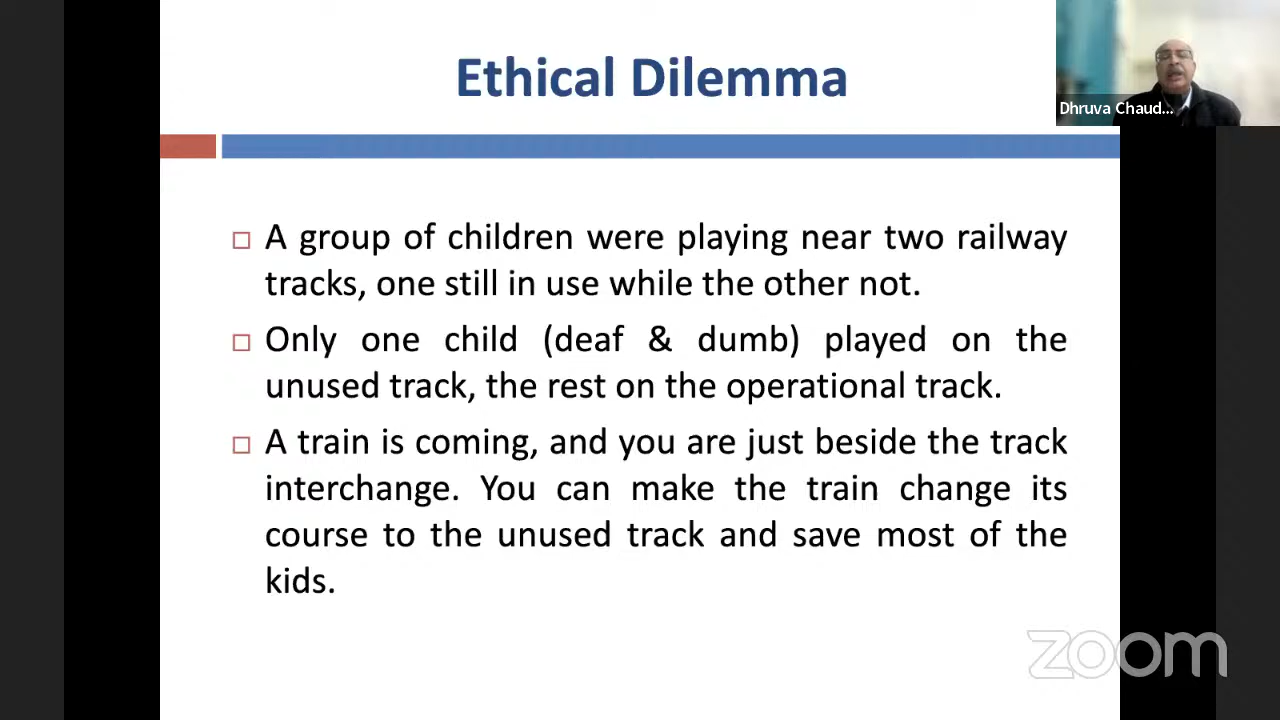 Ethical Dilemma
Dhruva Chaud...
A group of children were playing near two railway
tracks, one still in use while the other not.
Only one child (deaf & dumb) played on the
unused track, the rest on the operational track.
A train is coming, and you are just beside the track
interchange. You can make the train change its
course to the unused track and save most of the
kids.
zoom